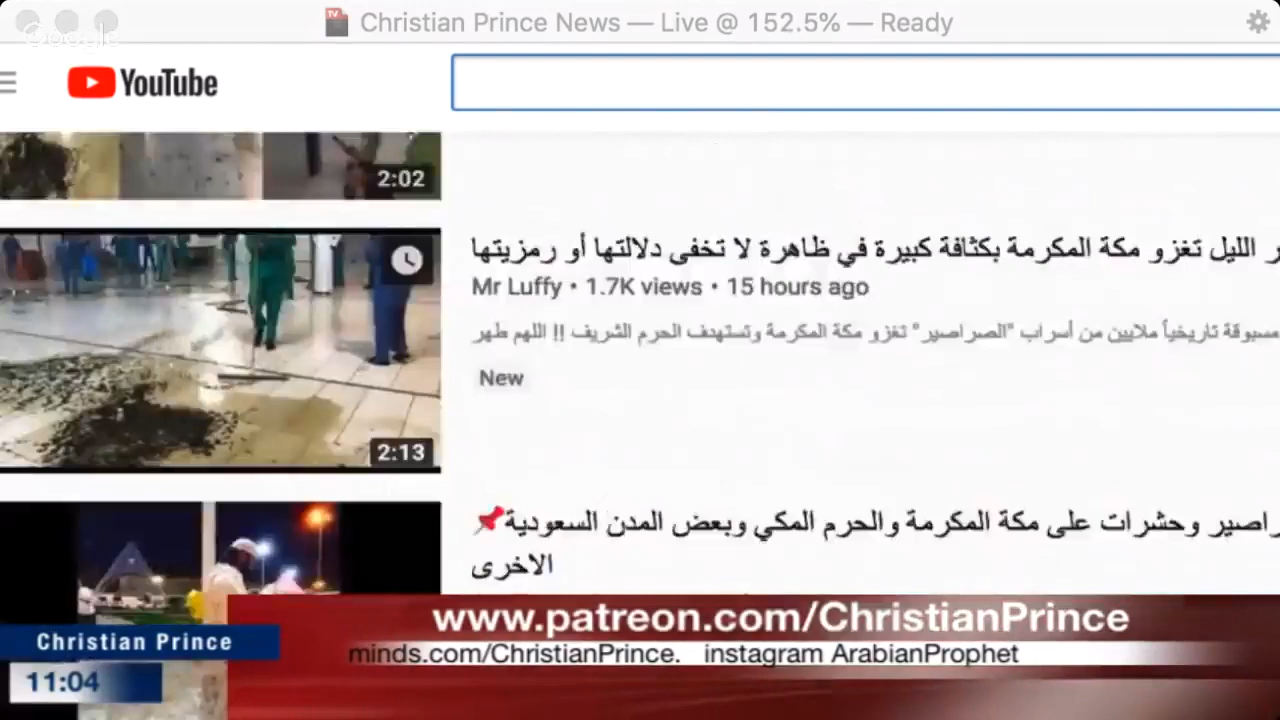 Christian Prince News — Live @ 152.5% — Ready
Google
YouTube
2:02
الليل تغزو مكة المكرمة بكثافة كبيرة في ظاهرة لا تخفى دلالتها أو رمزيتها
Mr Luffy • 1.7K views • 15 hours ago
مسبوقة تاريخياً ملايين من أسراب "الصراصير" تغزو مكة المكرمة وتستهدف الحرم الشريف !! اللهم طهر
New
2:13
وحشرات على مكة المكرمة والحرم المكي وبعض المدن السعودية📌
الاخرى
www.patreon.com/ChristianPrince
Christian Prince
minds.com/ChristianPrince. instagram ArabianProphet
11:04